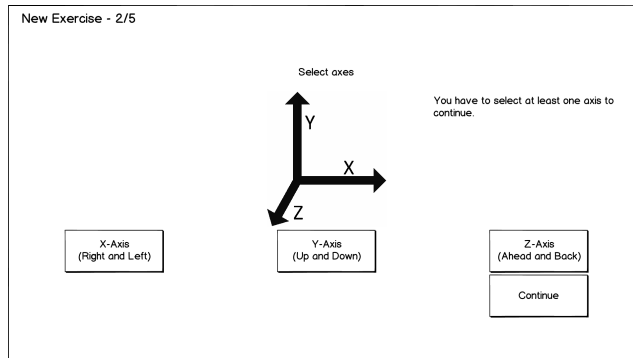 New Exercise - 2/5
Select axes
You have to select at least one axis to
continue.
Y
X
Z
X-Axis
(Right and Left)
Y-Axis
(Up and Down)
Z-Axis
(Ahead and Back)
Continue